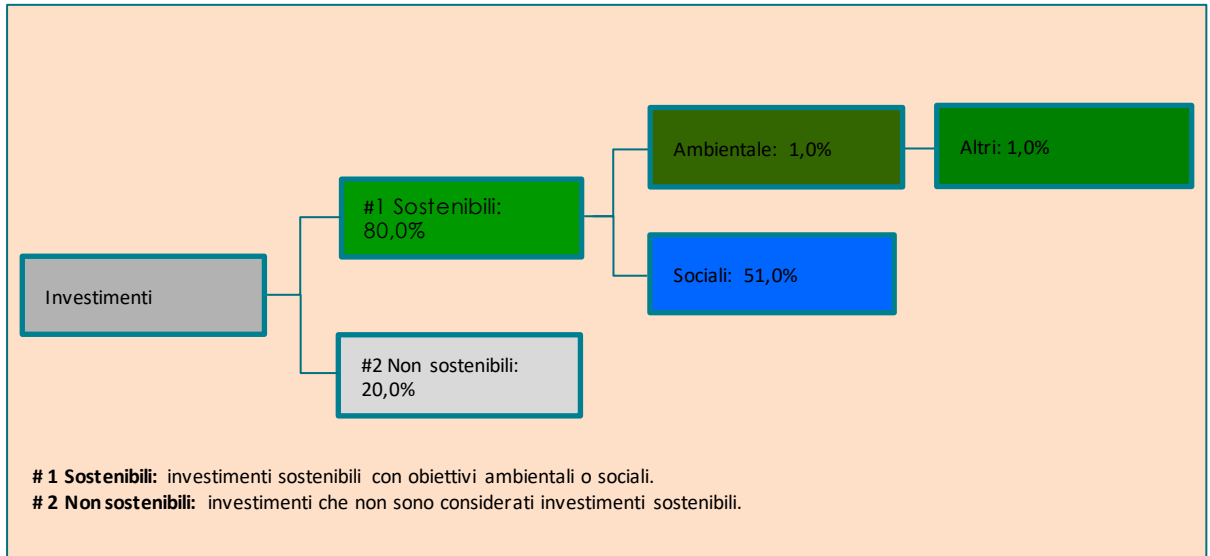 Ambientale: 1,0%
Altri: 1,0%
#1 Sostenibili:
80,0%
Sociali: 51,0%
Investimenti
#2 Non sostenibili:
20,0%
# 1 Sostenibili: investimenti sostenibili con obiettivi ambientali o sociali.
# 2 Non sostenibili: investimenti che non sono considerati investimenti sostenibili.